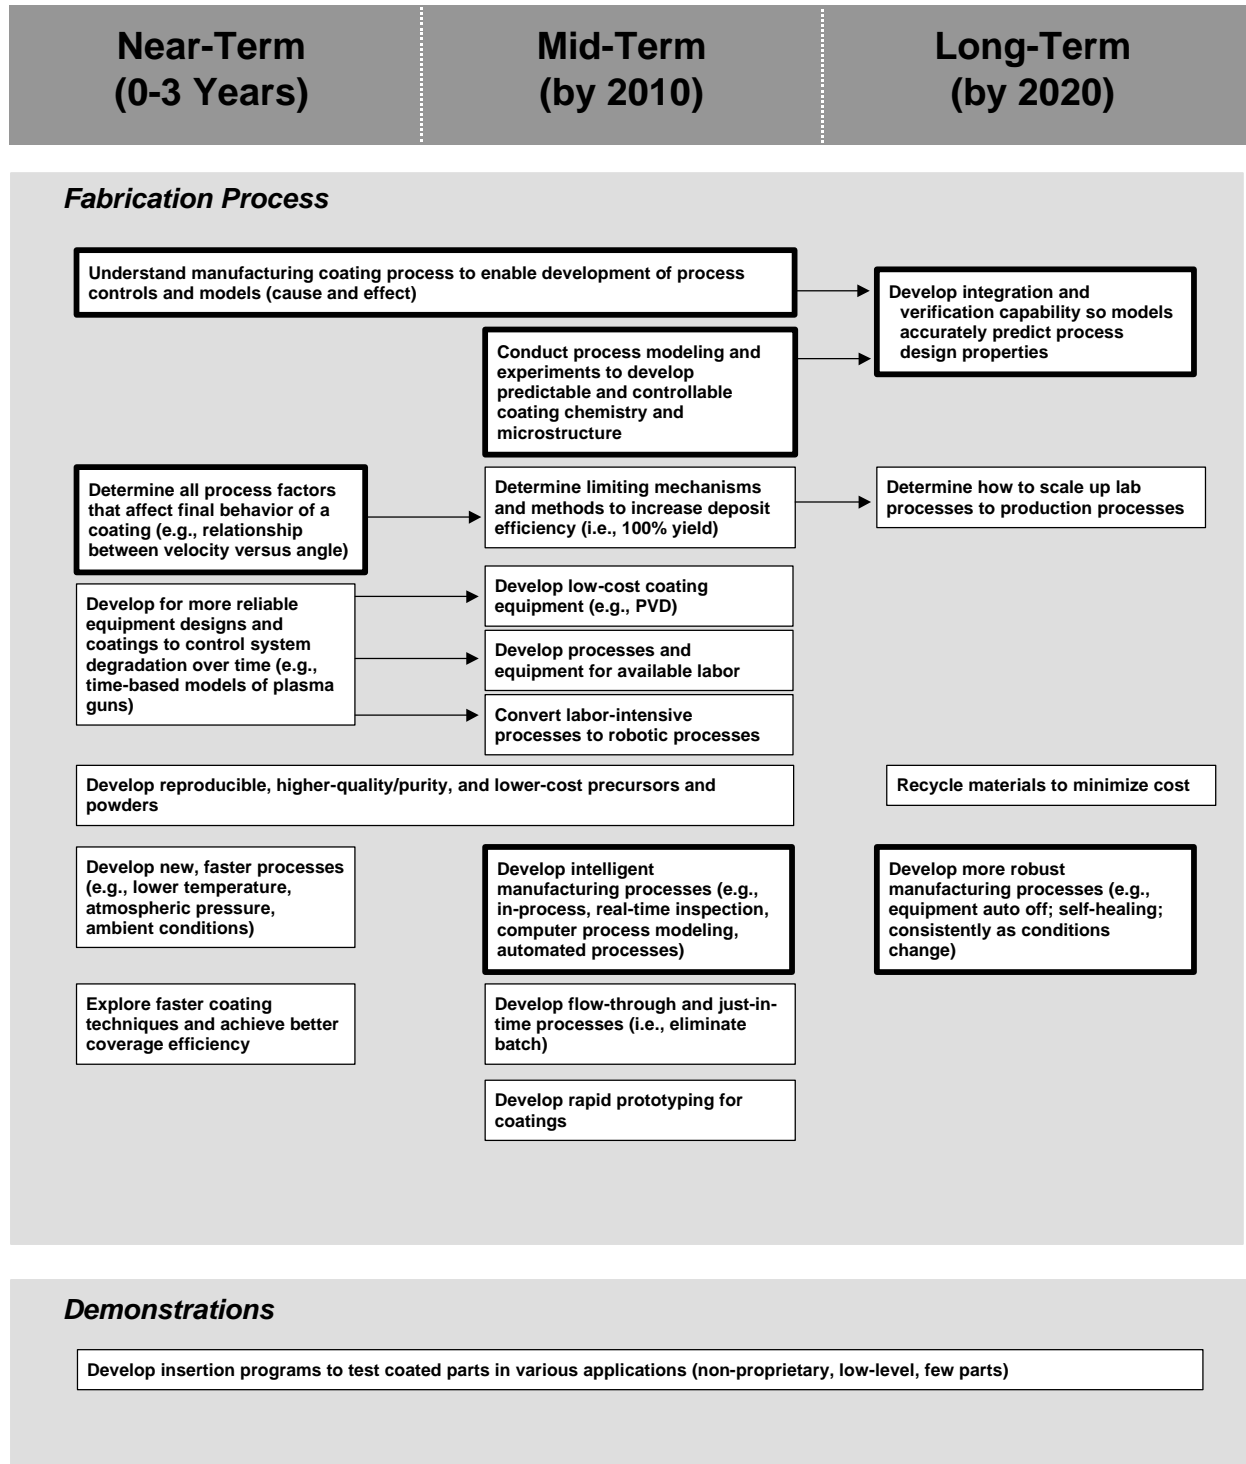 Near-Term
(0-3 Years)
Mid-Term
(by 2010)
Long-Term
(by 2020)
Fabrication Process
Understand manufacturing coating process to enable development of process
controls and models (cause and effect)
Develop integration and
verification capability so models
accurately predict process
design properties
Conduct process modeling and
experiments to develop
predictable and controllable
coating chemistry and
microstructure
Determine all process factors
that affect final behavior of a
coating (e.g., relationship
between velocity versus angle)
Determine limiting mechanisms
and methods to increase deposit
efficiency (i.e., 100% yield)
Determine how to scale up lab
processes to production processes
Develop for more reliable
equipment designs and
coatings to control system
degradation over time (e.g.,
time-based models of plasma
guns)
Develop low-cost coating
equipment (e.g., PVD)
Develop processes and
equipment for available labor
Convert labor-intensive
processes to robotic processes
Develop reproducible, higher-quality/purity, and lower-cost precursors and
powders
Recycle materials to minimize cost
Develop new, faster processes
(e.g., lower temperature,
atmospheric pressure,
ambient conditions)
Develop intelligent
manufacturing processes (e.g.,
in-process, real-time inspection,
computer process modeling,
automated processes)
Develop more robust
manufacturing processes (e.g.,
equipment auto off; self-healing;
consistently as conditions
change)
Explore faster coating
techniques and achieve better
coverage efficiency
Develop flow-through and just-in-
time processes (i.e., eliminate
batch)
Develop rapid prototyping for
coatings
Demonstrations
Develop insertion programs to test coated parts in various applications (non-proprietary, low-level, few parts)